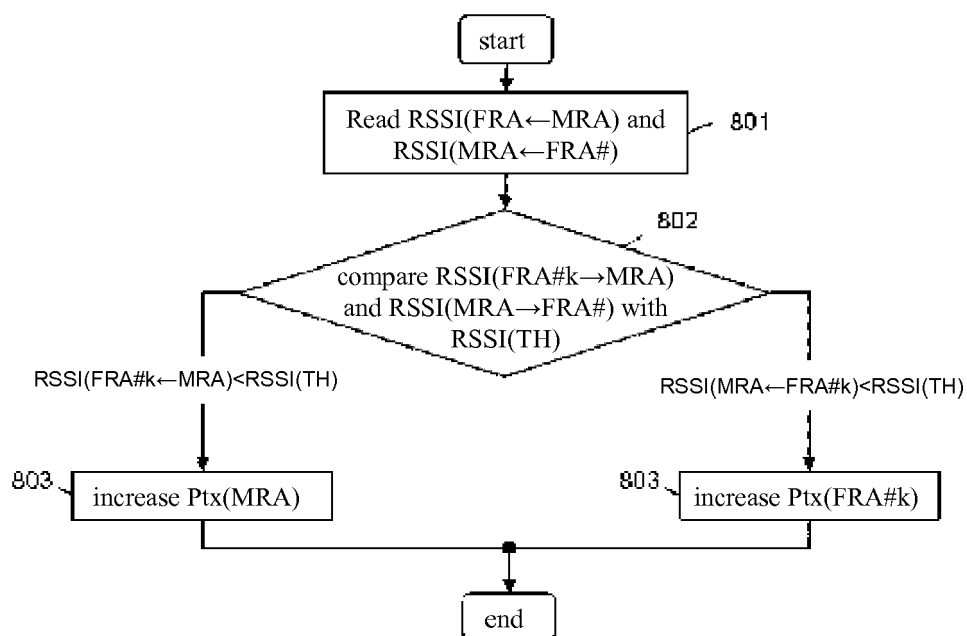 start
Read RSSI(FRA←MRA) and
RSSI(MRA←FRA#)
801
802
compare RSSI(FRA#k→MRA)
and RSSI(MRA→FRA#) with
RSSI(TH)
RSSI(FRA#k←MRA)<RSSI(TH)
RSSI(MRA←FRA#k)<RSSI(TH)
803
increase Ptx(MRA)
803
increase Ptx(FRA#k)
end